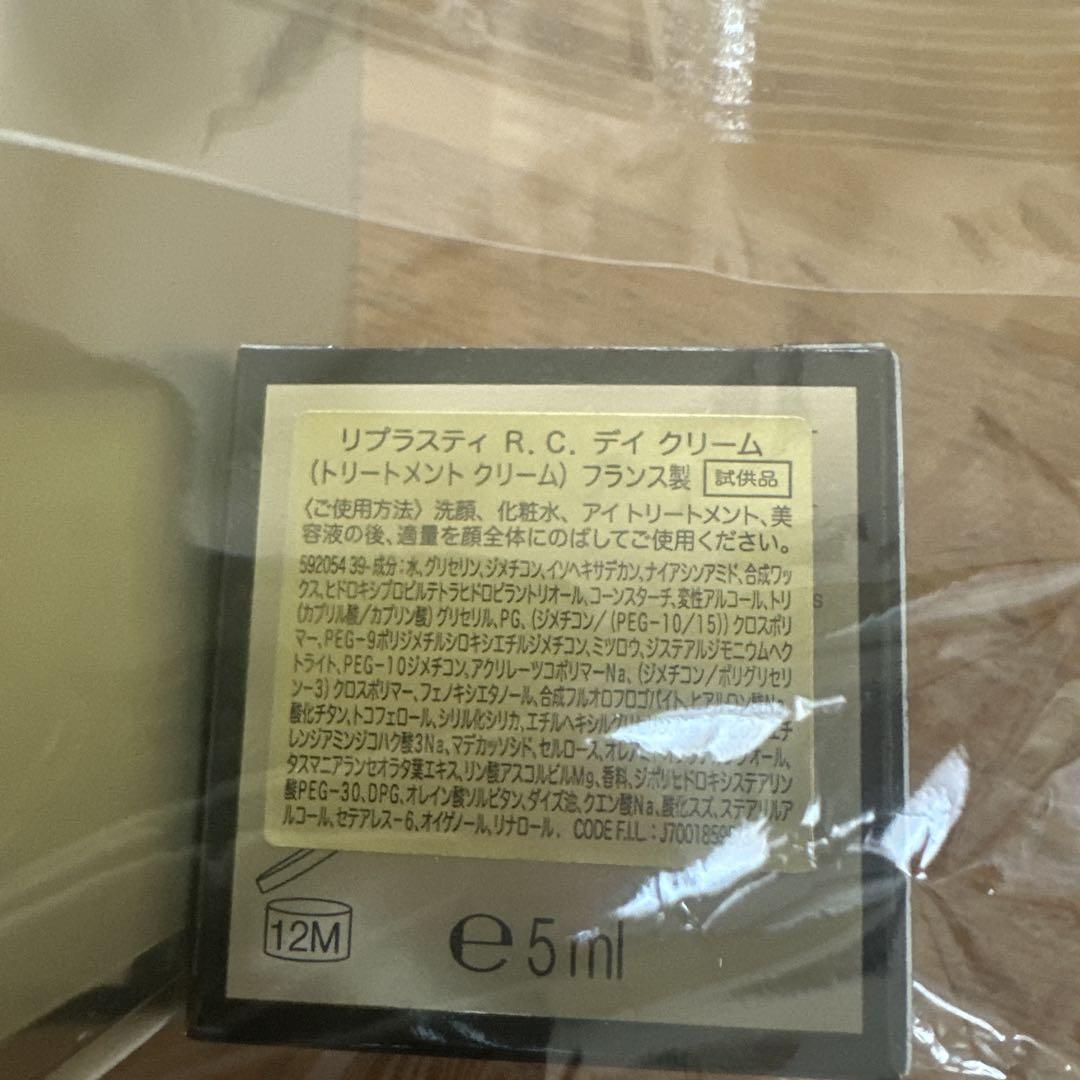 リプラスティ R. C. デイ クリーム
(トリートメント クリーム) フランス製 試供品
〈ご使用方法〉洗顔、化粧水、アイ トリートメント、美
容液の後、適量を顔全体にのばしてご使用ください。
592054 39-成分:水、グリセリン、ジメチコン、イソヘキサデカン、ナイアシンアミド、合成ワッ
クス、ヒドロキシプロピルテトラヒドロピラントリオール、コーンスターチ、変性アルコール、トリ
(カプリル酸/カプリン酸)グリセリル、PG、(ジメチコン/(PEG-10/15))クロスポリ
マー、PEG-9ポリジメチルシロキシエチルジメチコン、ミツロウ、ジステアルジモニウムヘク
トライト、PEG-10ジメチコン、アクリレーツコポリマーNa、(ジメチコン/ポリグリセリ
ン-3)クロスポリマー、フェノキシエタノール、合成フルオロフロゴパイト、ヒアルロン酸Na、
酸化チタン、トコフェロール、シリル化シリカ、エチルヘキシルグリ
レンジアミンジコハク酸3Na、マデカッソシド、セルロース、
タスマニアランセオラタ葉エキス、リン酸アスコルビルMg、香料、ジポリヒドロキシステアリン
酸PEG-30、DPG、オレイン酸ソルビタン、ダイズ油、クエン酸Na、酸化スズ、ステアリルア
ルコール、セテアレス-6、オイゲノール、リナロール. CODE F.I.L. :
12M
℮ 5 ml